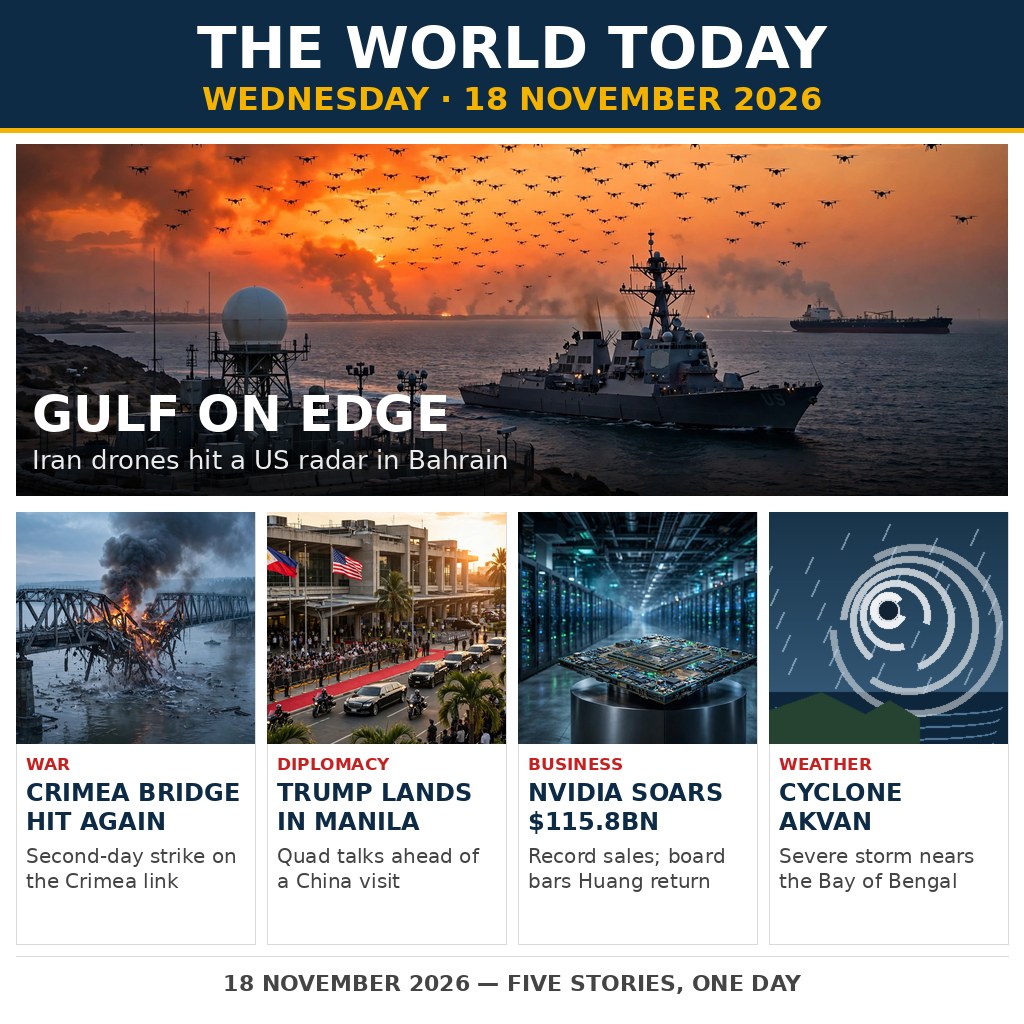 THE WORLD TODAY
WEDNESDAY · 18 NOVEMBER 2026
GULF ON EDGE
Iran drones hit a US radar in Bahrain
US
WAR
CRIMEA BRIDGE
HIT AGAIN
Second-day strike on
the Crimea link
DIPLOMACY
TRUMP LANDS
IN MANILA
Quad talks ahead of
a China visit
BUSINESS
NVIDIA SOARS
$115.8BN
Record sales; board
bars Huang return
WEATHER
CYCLONE
AKVAN
Severe storm nears
the Bay of Bengal
18 NOVEMBER 2026 — FIVE STORIES, ONE DAY